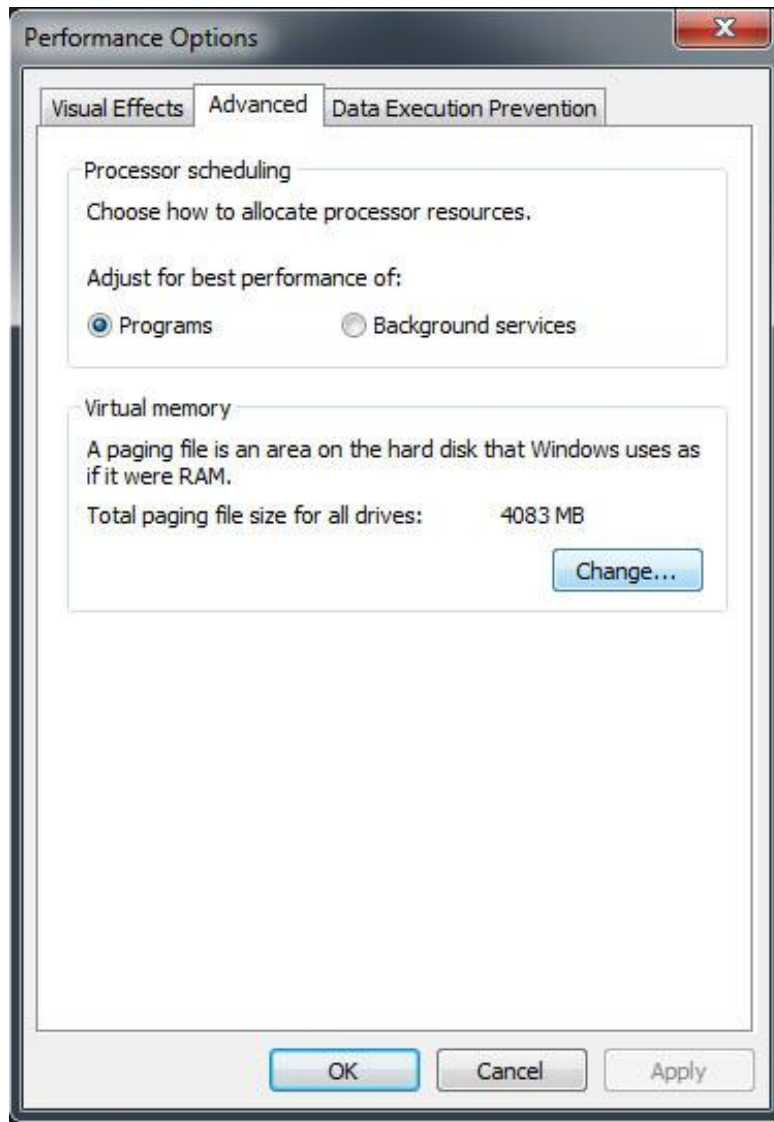 Performance Options
Visual Effects
Advanced
Data Execution Prevention
Processor scheduling
Choose how to allocate processor resources.
Adjust for best performance of:
Programs
Background services
Virtual memory
A paging file is an area on the hard disk that Windows uses as
if it were RAM.
Total paging file size for all drives: 4083 MB
Change...
OK
Cancel
Apply